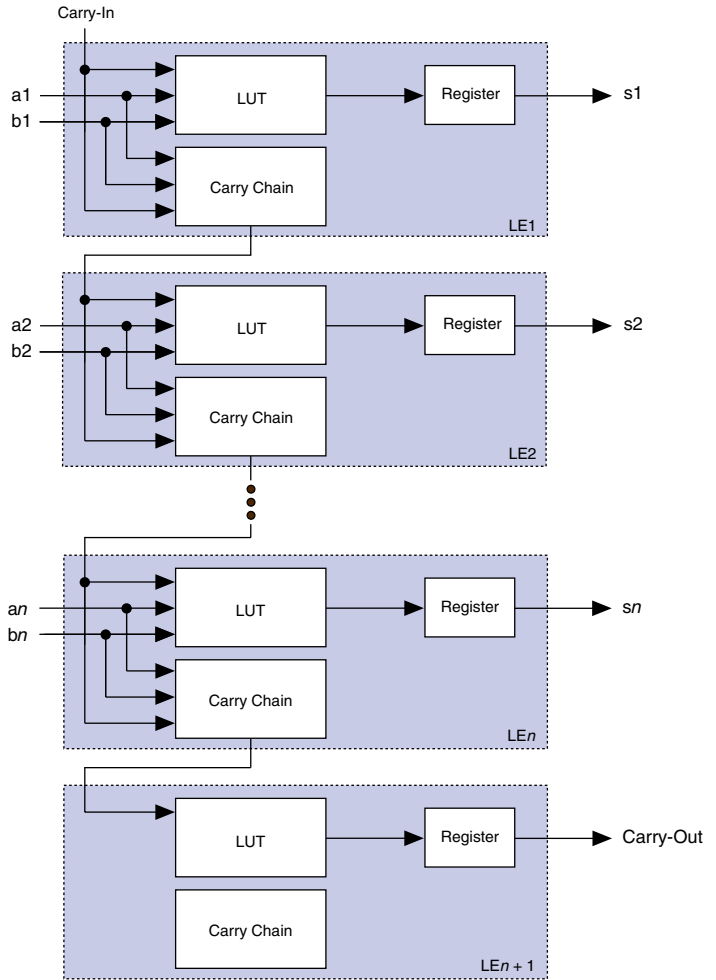 Carry-In
a1
b1
LUT
Register
s1
Carry Chain
LE1
a2
b2
LUT
Register
s2
Carry Chain
LE2
an
bn
LUT
Register
sn
Carry Chain
LEn
LUT
Register
Carry-Out
Carry Chain
LEn + 1